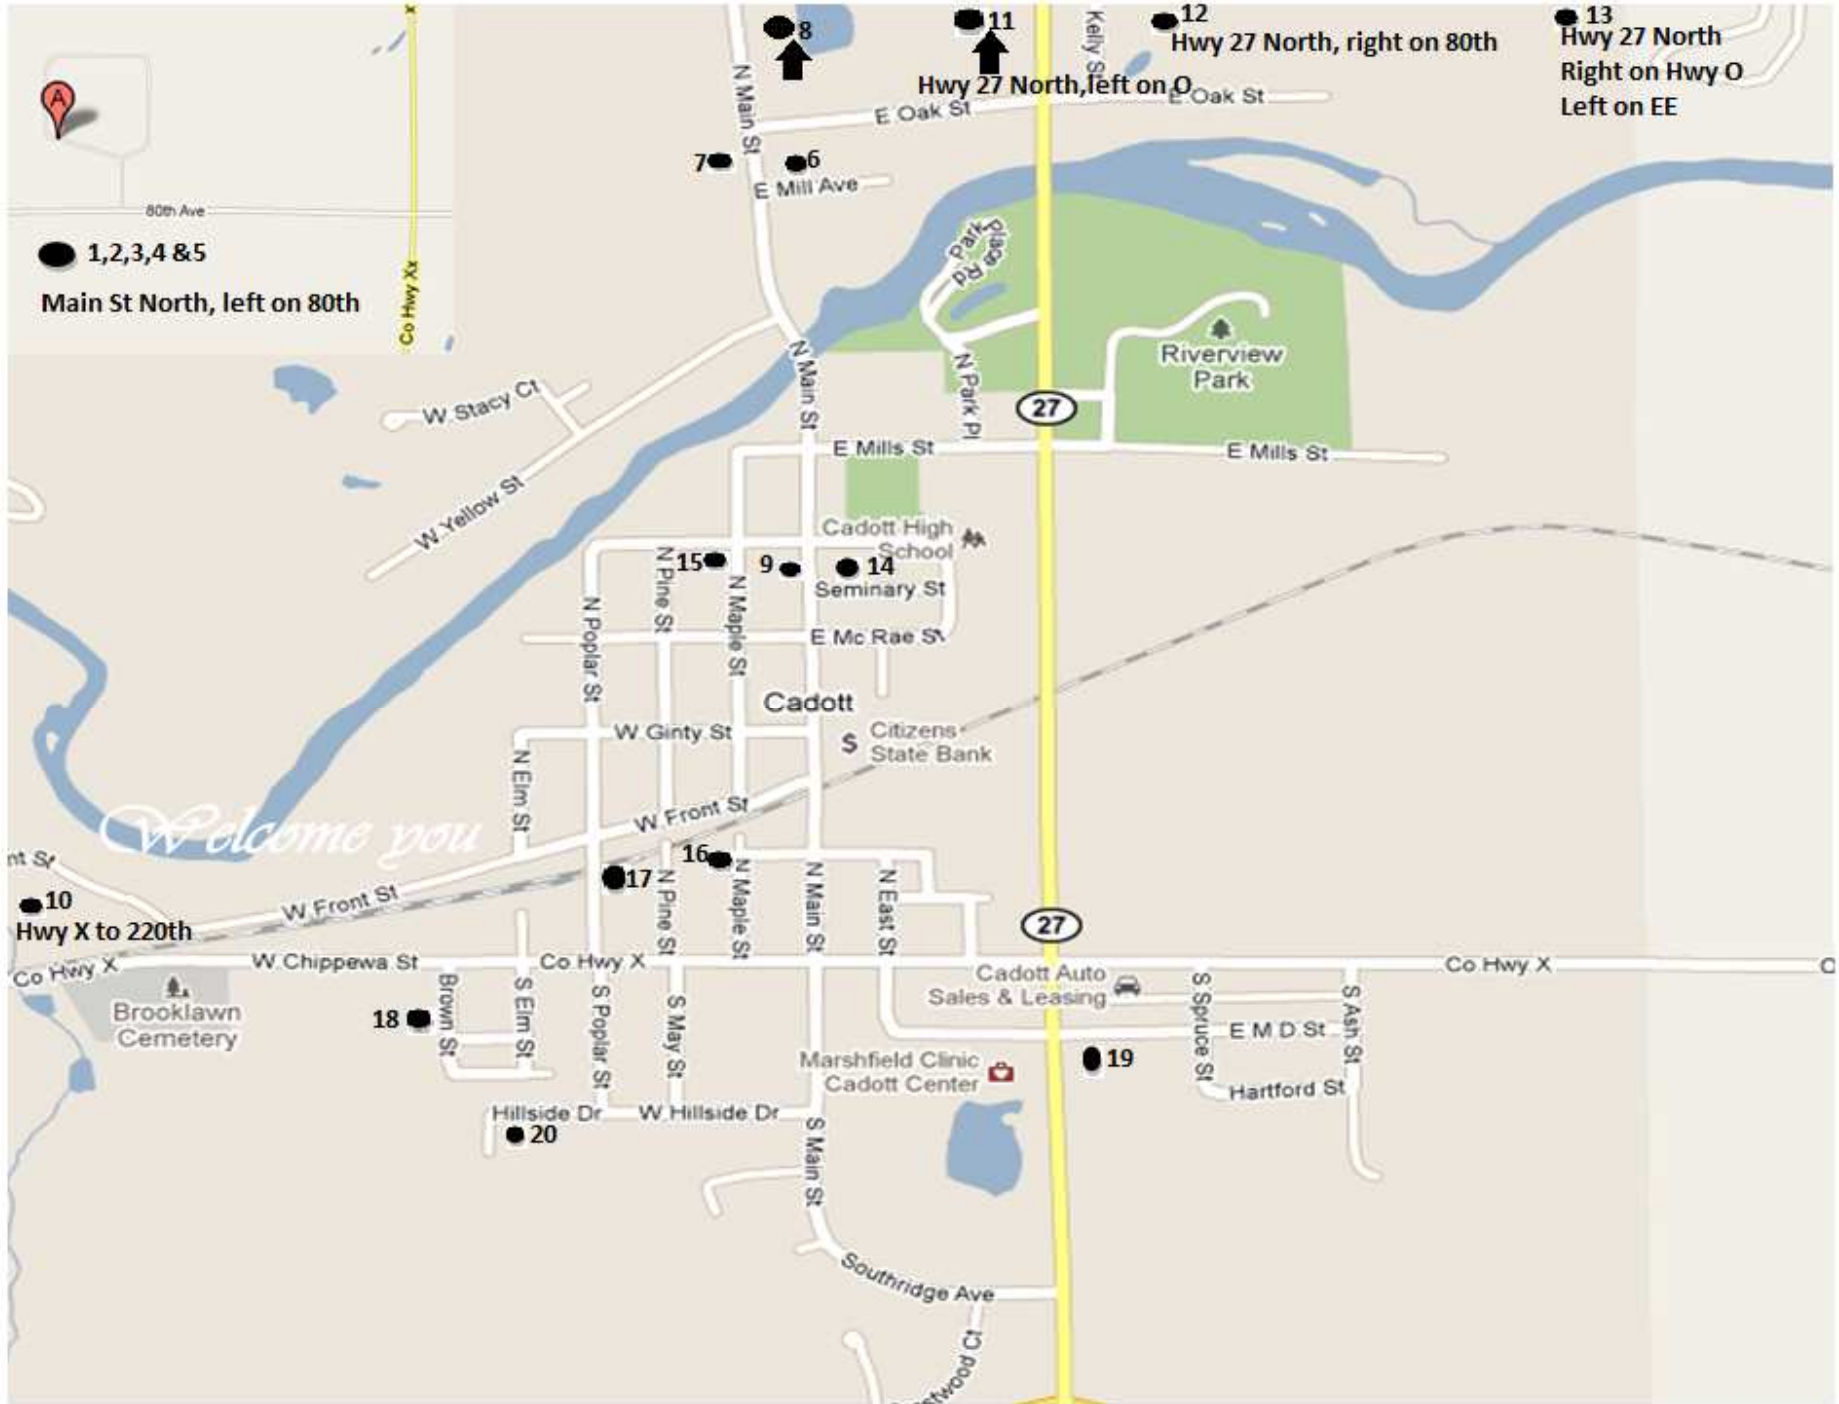 X
8
11
12
13
Hwy 27 North, right on 80th
Hwy 27 North
Right on Hwy O
Left on EE
Kelly St
N Main St
Hwy 27 North,left on O
E Oak St
E Oak St
A
7
6
E Mill Ave
80th Ave
1,2,3,4 &5
Main St North, left on 80th
Co Hwy Xx
Park
Place Rd
Riverview
Park
N Main St
N Park Pl
27
W Stacy Ct
E Mills St
E Mills St
W Yellow St
Cadott High
School
N Pine St
15
9
14
Seminary St
N Maple St
N Poplar St
E Mc Rae St
Cadott
W Ginty St
$
Citizens
State Bank
N Elm St
W Front St
Welcome you
nt St
16
17
N Pine St
N Maple St
N Main St
N East St
10
W Front St
Hwy X to 220th
27
Co Hwy X
W Chippewa St
Co Hwy X
Co Hwy X
C
Brooklawn
Cemetery
Cadott Auto
Sales & Leasing
18
Brown St
S Elm St
S Poplar St
S May St
S Spruce St
S Ash St
E M D St
Marshfield Clinic
Cadott Center
19
Hartford St
Hillside Dr
W Hillside Dr
20
S Main St
Southridge Ave
stwood Ct